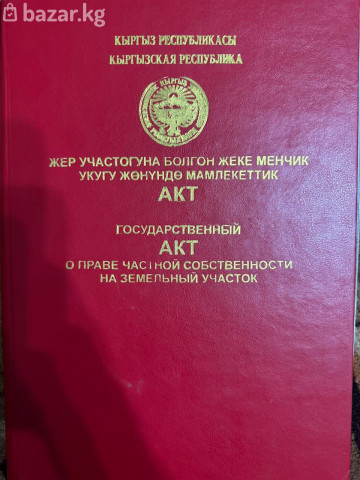 bazar.kg
КЫРГЫЗ РЕСПУБЛИКАСЫ
КЫРГЫЗСКАЯ РЕСПУБЛИКА
КЫРГЫЗ
ЖЕР УЧАСТОГУНА БОЛГОН ЖЕКЕ МЕНЧИК
УКУГУ ЖӨНҮНДӨ МАМЛЕКЕТТИК
АКТ
ГОСУДАРСТВЕННЫЙ
АКТ
О ПРАВЕ ЧАСТНОЙ СОБСТВЕННОСТИ
НА ЗЕМЕЛЬНЫЙ УЧАСТОК